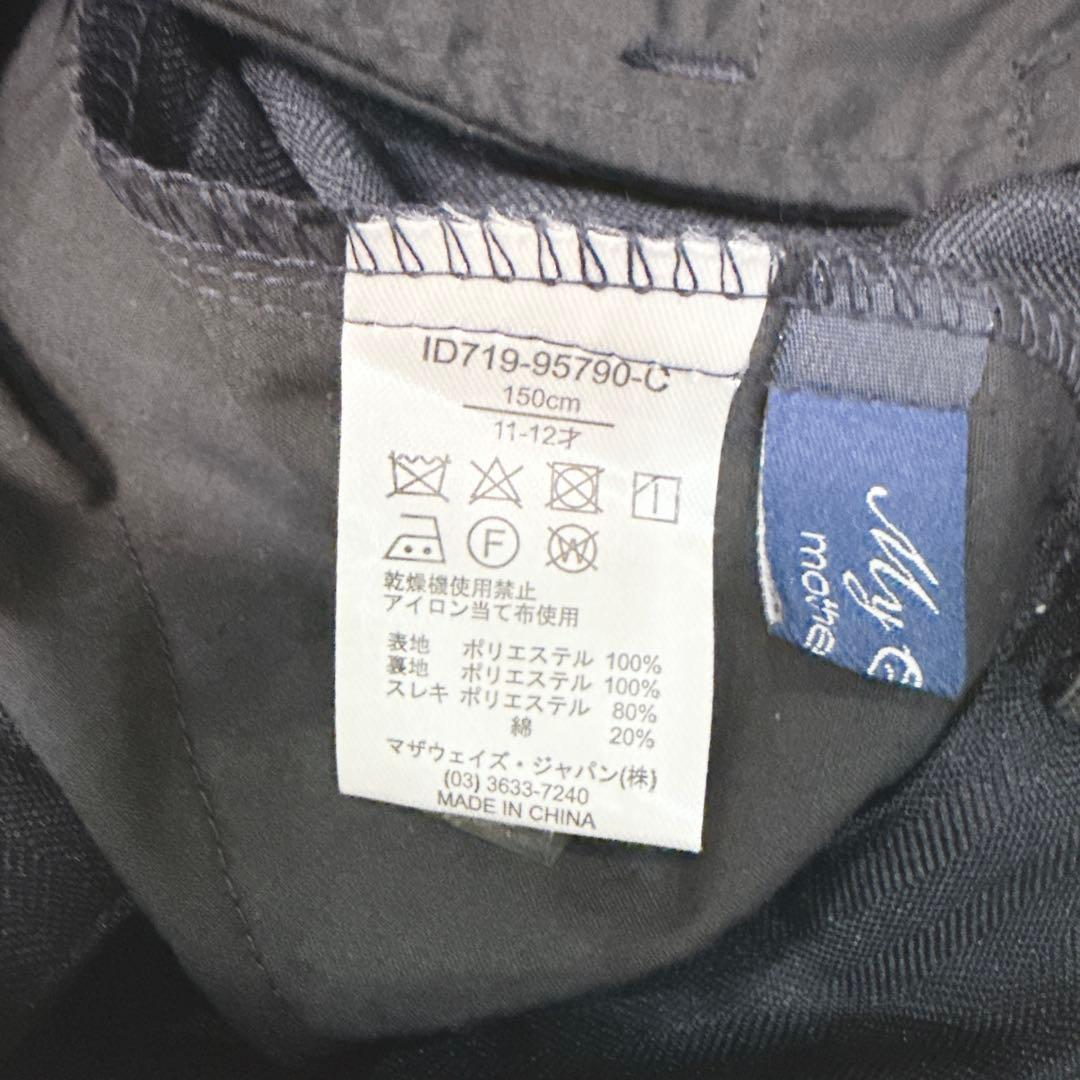 ID719-95790-C
150cm
11-12才
F
W
乾燥機使用禁止
アイロン当て布使用
表地 ポリエステル 100%
裏地 ポリエステル 100%
スレキ ポリエステル 80%
綿 20%
マザウェイズ・ジャパン(株)
(03) 3633-7240
MADE IN CHINA
My